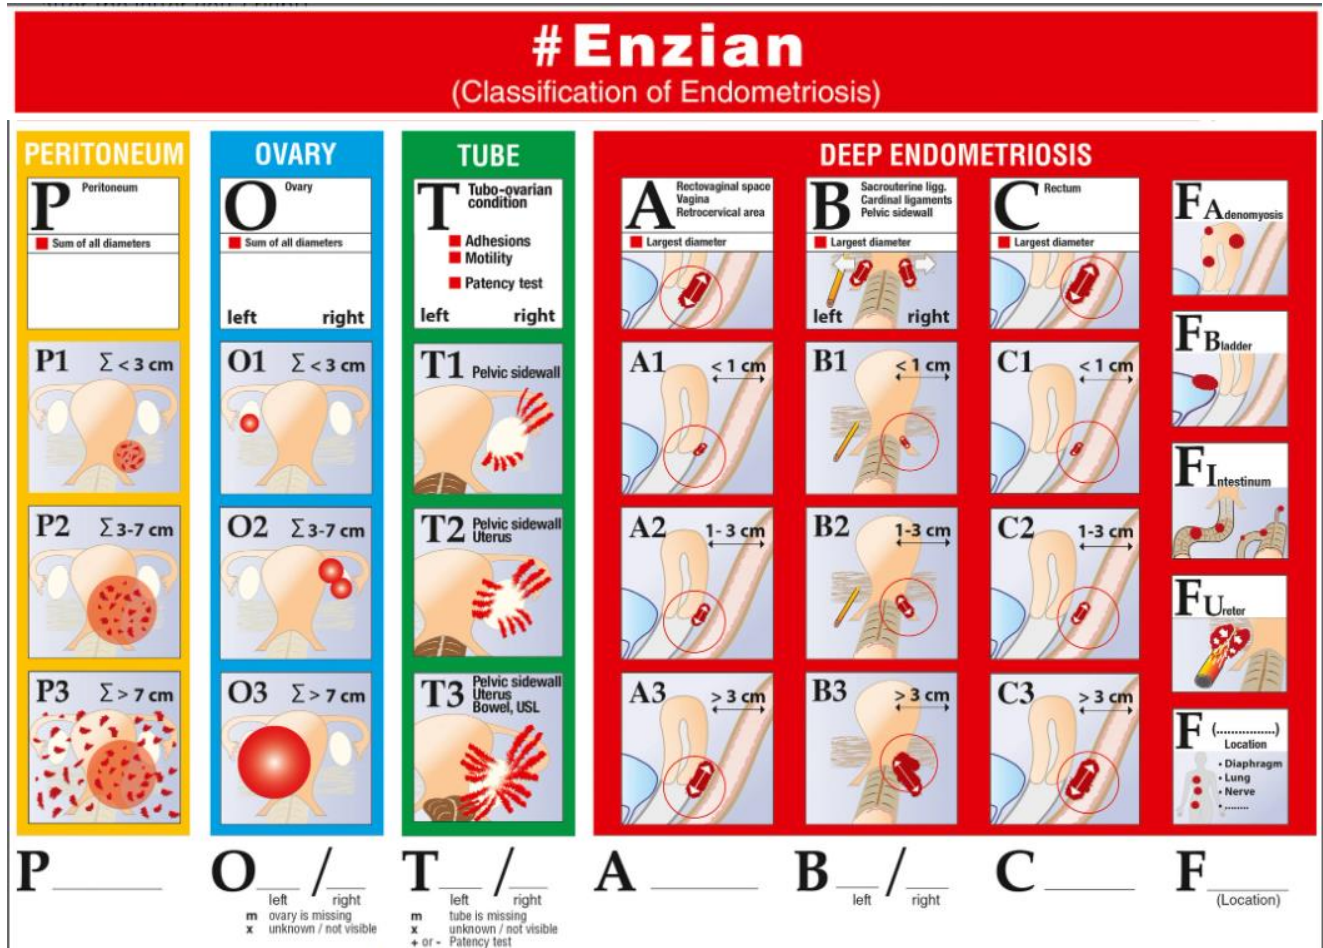 #Enzian
(Classification of Endometriosis)
PERITONEUM
P Peritoneum
Sum of all diameters
P1 Σ < 3 cm
P2 Σ 3-7 cm
P3 Σ > 7 cm
P
OVARY
O Ovary
Sum of all diameters
left right
O1 Σ < 3 cm
O2 Σ 3-7 cm
O3 Σ > 7 cm
O / 
left right
m ovary is missing
x unknown / not visible
TUBE
T Tubo-ovarian
condition
Adhesions
Motility
Patency test
left right
T1 Pelvic sidewall
T2 Pelvic sidewall
Uterus
T3 Pelvic sidewall
Uterus
Bowel, USL
T / 
left right
m tube is missing
x unknown / not visible
+ or - Patency test
DEEP ENDOMETRIOSIS
A Rectovaginal space
Vagina
Retrocervical area
Largest diameter
A1 < 1 cm
A2 1- 3 cm
A3 > 3 cm
A
B Sacrouterine ligg.
Cardinal ligaments
Pelvic sidewall
Largest diameter
left right
B1 < 1 cm
B2 1-3 cm
B3 > 3 cm
B / 
left right
C Rectum
Largest diameter
C1 < 1 cm
C2 1-3 cm
C3 > 3 cm
C
FAdenomyosis
FBladder
FIntestinum
FUreter
F (................)
Location
• Diaphragm
• Lung
• Nerve
• ........
F
(Location)